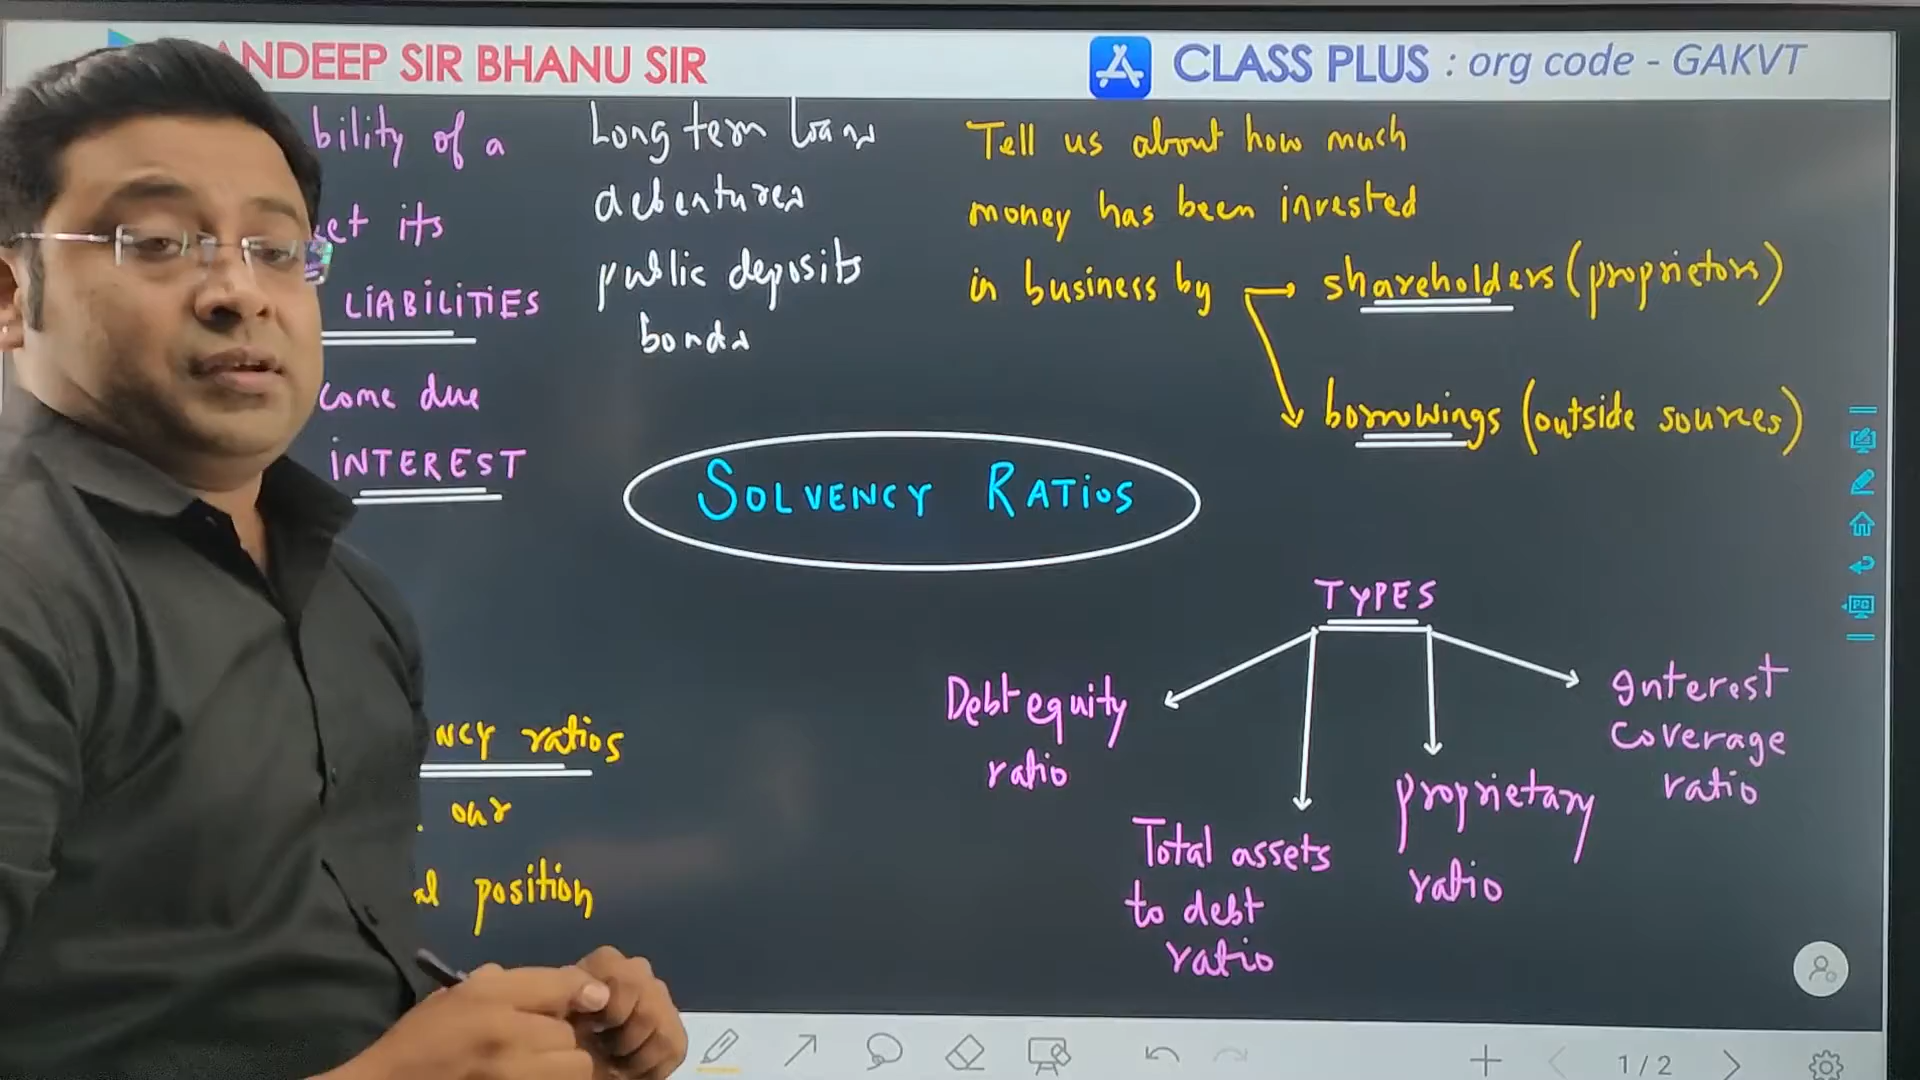 NDEEP SIR BHANU SIR
CLASS PLUS : org code - GAKVT
bility of a
et its
LIABILITIES
come due
INTEREST
Long term loans
debentures
public deposits
bonds
Tell us about how much
money has been invested
in business by → shareholders (proprietors)
borrowings (outside sources)
SOLVENCY RATIOS
TYPES
Debt equity
ratio
Total assets
to debt
ratio
proprietary
ratio
Interest
coverage
ratio
NCY ratios
our
al position
PC
1 / 2